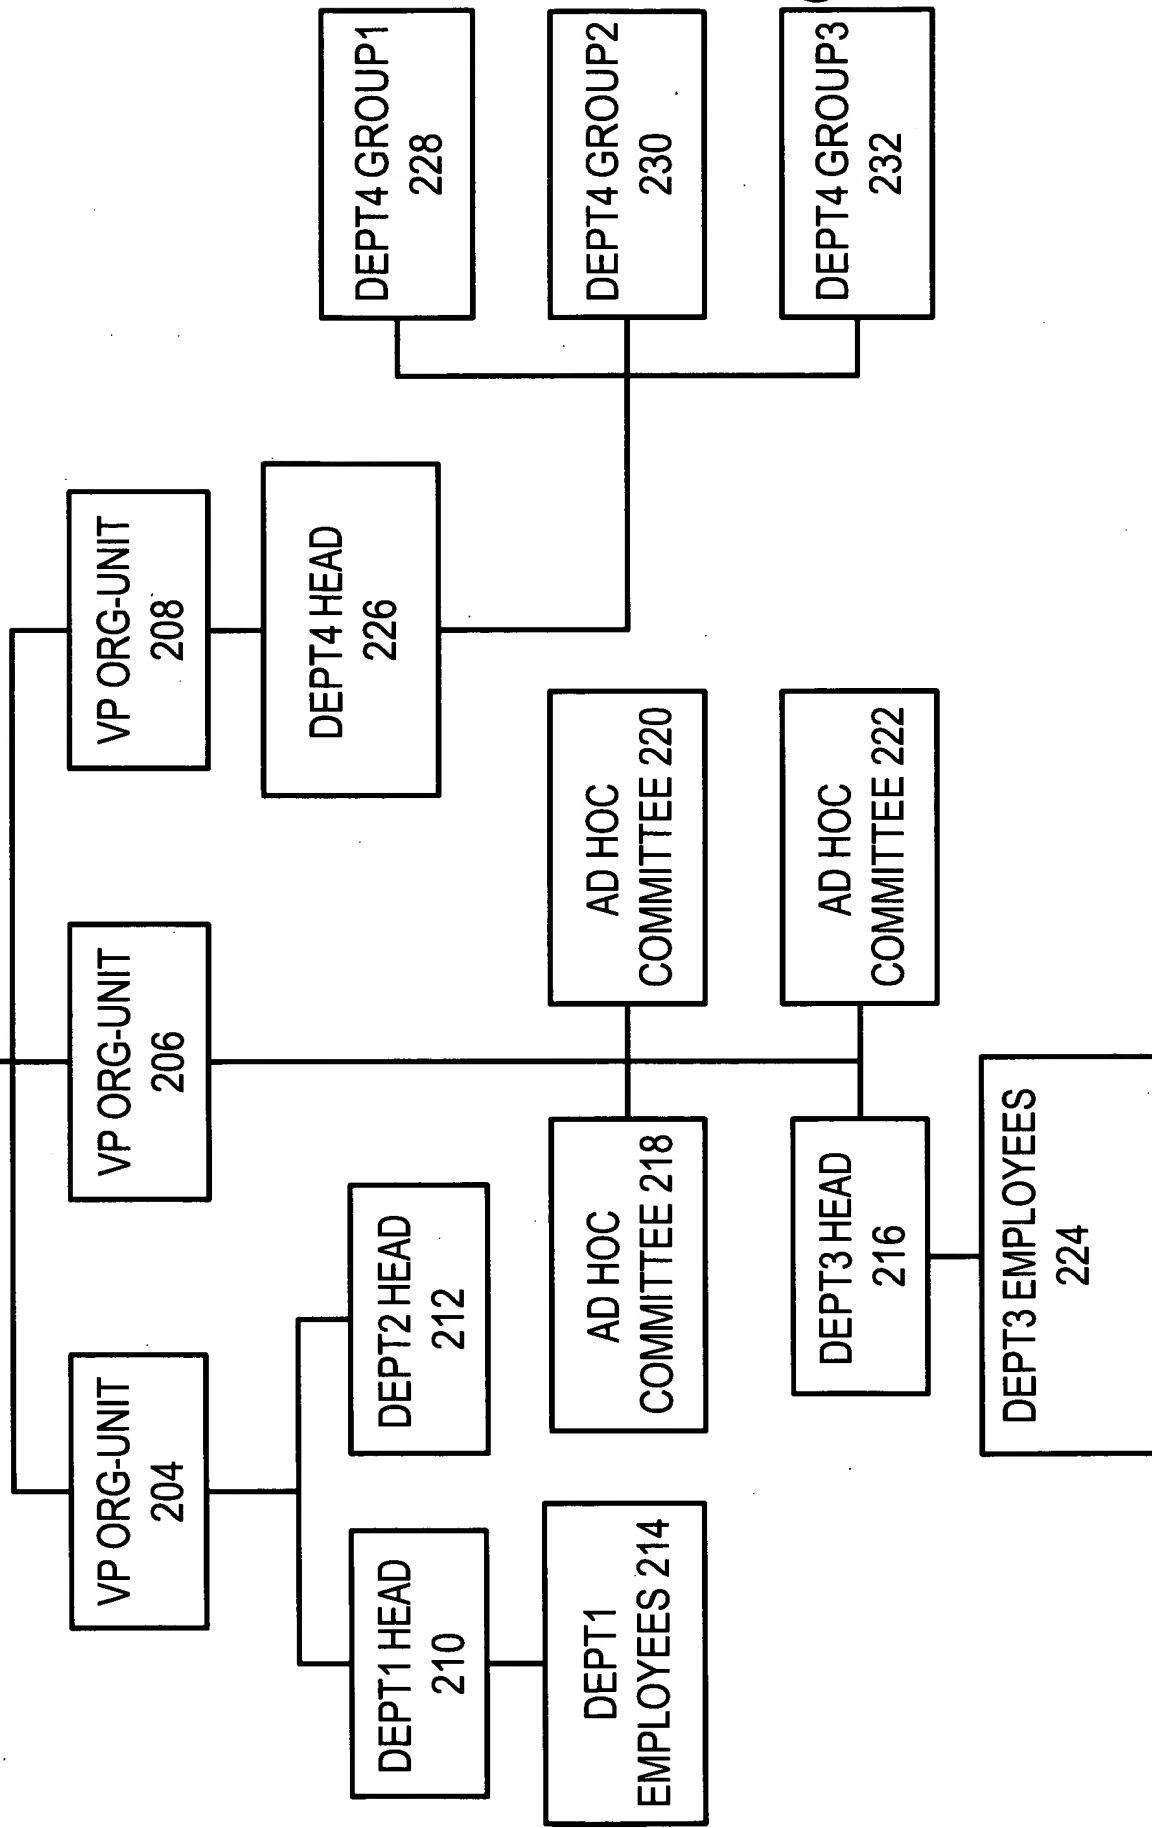 VP ORG-UNIT
204
VP ORG-UNIT
206
VP ORG-UNIT
208
DEPT1 HEAD
210
DEPT2 HEAD
212
DEPT4 HEAD
226
DEPT1
EMPLOYEES 214
AD HOC
COMMITTEE 218
AD HOC
COMMITTEE 220
DEPT3 HEAD
216
AD HOC
COMMITTEE 222
DEPT3 EMPLOYEES
224
DEPT4 GROUP1
228
DEPT4 GROUP2
230
DEPT4 GROUP3
232